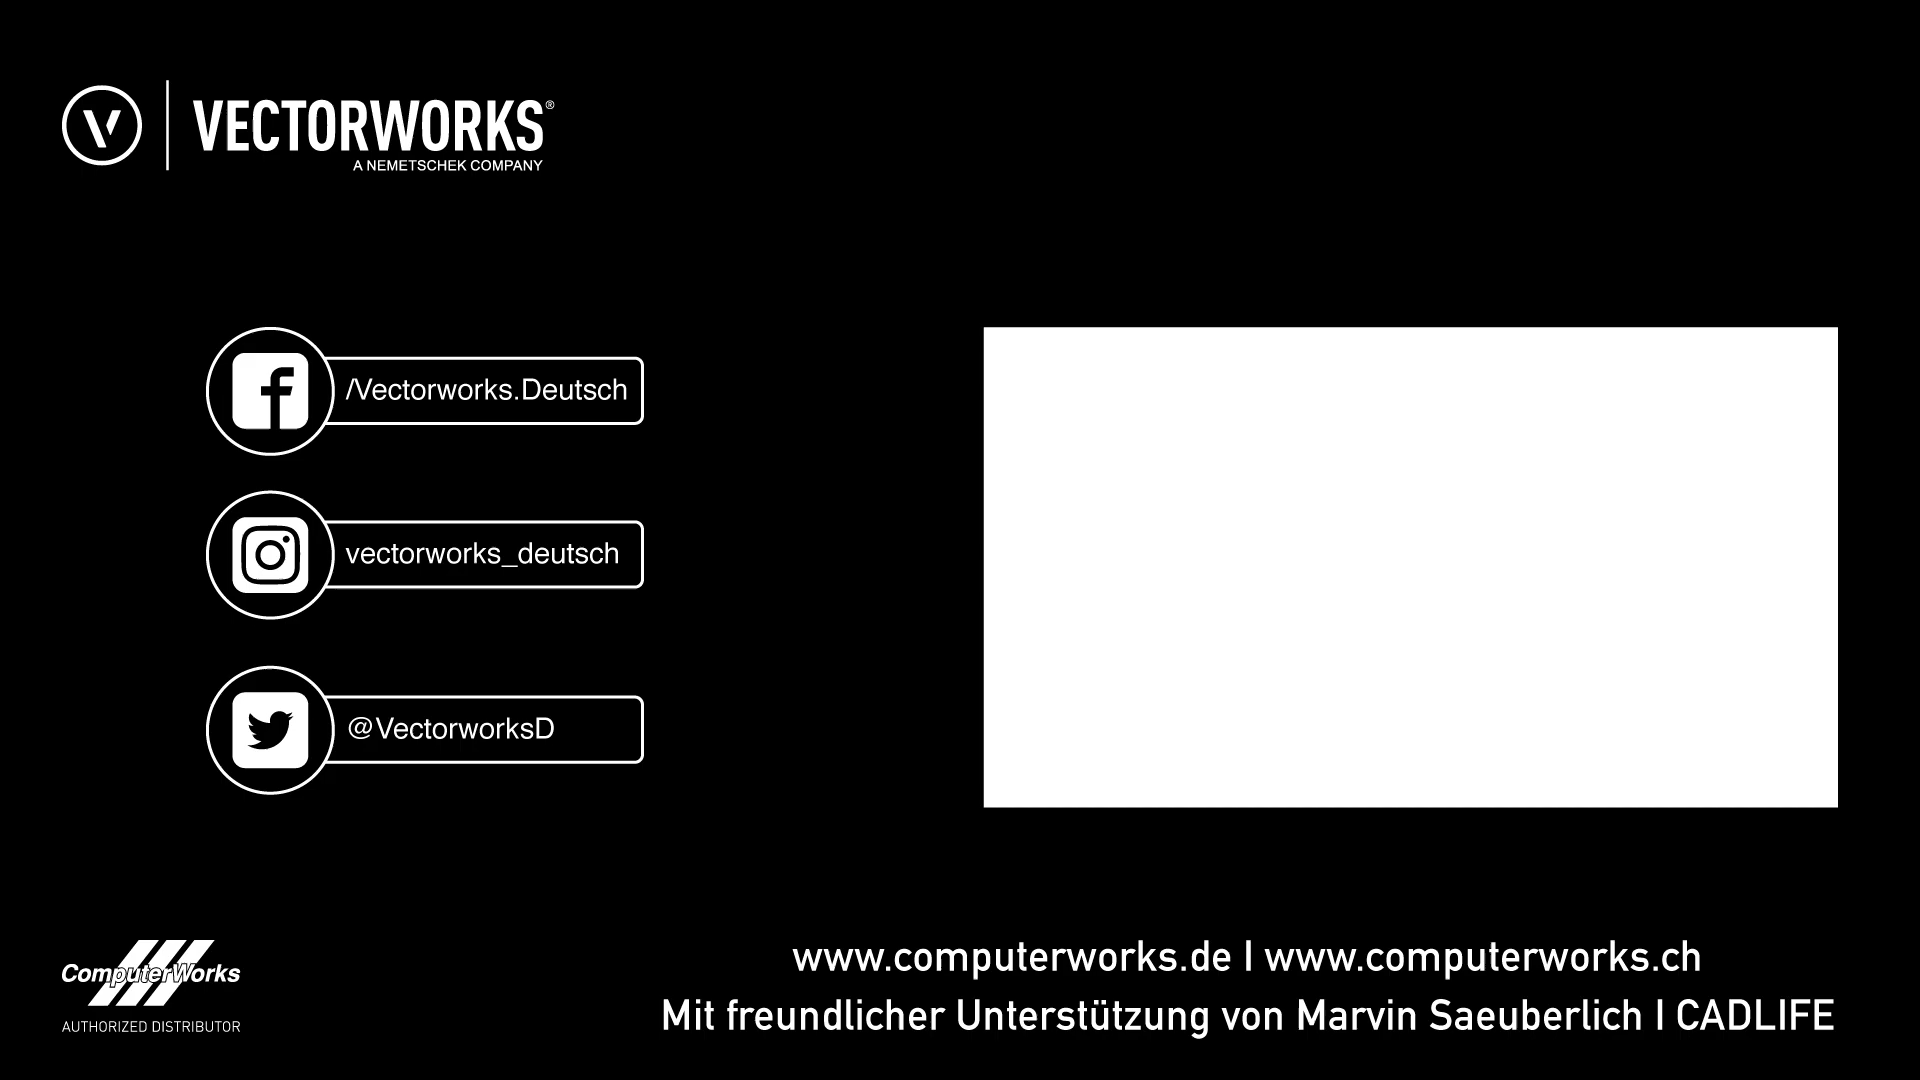 VECTORWORKS®
A NEMETSCHEK COMPANY
/Vectorworks.Deutsch
vectorworks_deutsch
@VectorworksD
ComputerWorks
AUTHORIZED DISTRIBUTOR
www.computerworks.de I www.computerworks.ch
Mit freundlicher Unterstützung von Marvin Saeuberlich I CADLIFE